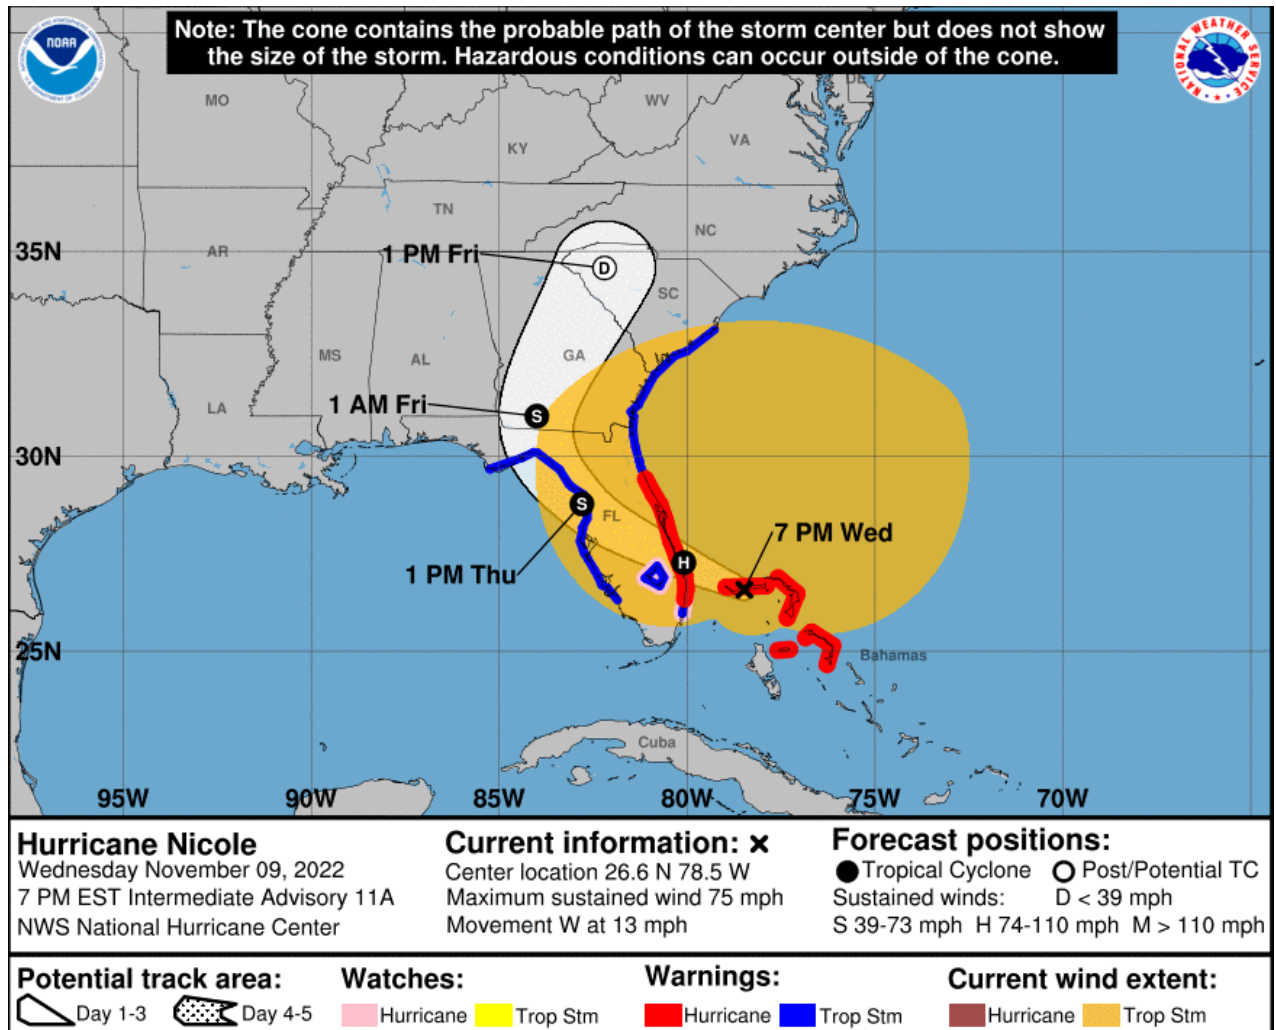 Note: The cone contains the probable path of the storm center but does not show
the size of the storm. Hazardous conditions can occur outside of the cone.
NOAA
NATIONAL WEATHER SERVICE
MO
WV
DE
KY
VA
TN
NC
AR
35N
1 PM Fri
D
SC
MS
AL
GA
LA
1 AM Fri
S
30N
S
FL
7 PM Wed
H
1 PM Thu
25N
Bahamas
Cuba
95W 90W 85W 80W 75W 70W
Hurricane Nicole
Wednesday November 09, 2022
7 PM EST Intermediate Advisory 11A
NWS National Hurricane Center
Current information: x
Center location 26.6 N 78.5 W
Maximum sustained wind 75 mph
Movement W at 13 mph
Forecast positions:
Tropical Cyclone Post/Potential TC
Sustained winds: D < 39 mph
S 39-73 mph H 74-110 mph M > 110 mph
Potential track area:
Day 1-3 Day 4-5
Watches:
Hurricane Trop Stm
Warnings:
Hurricane Trop Stm
Current wind extent:
Hurricane Trop Stm